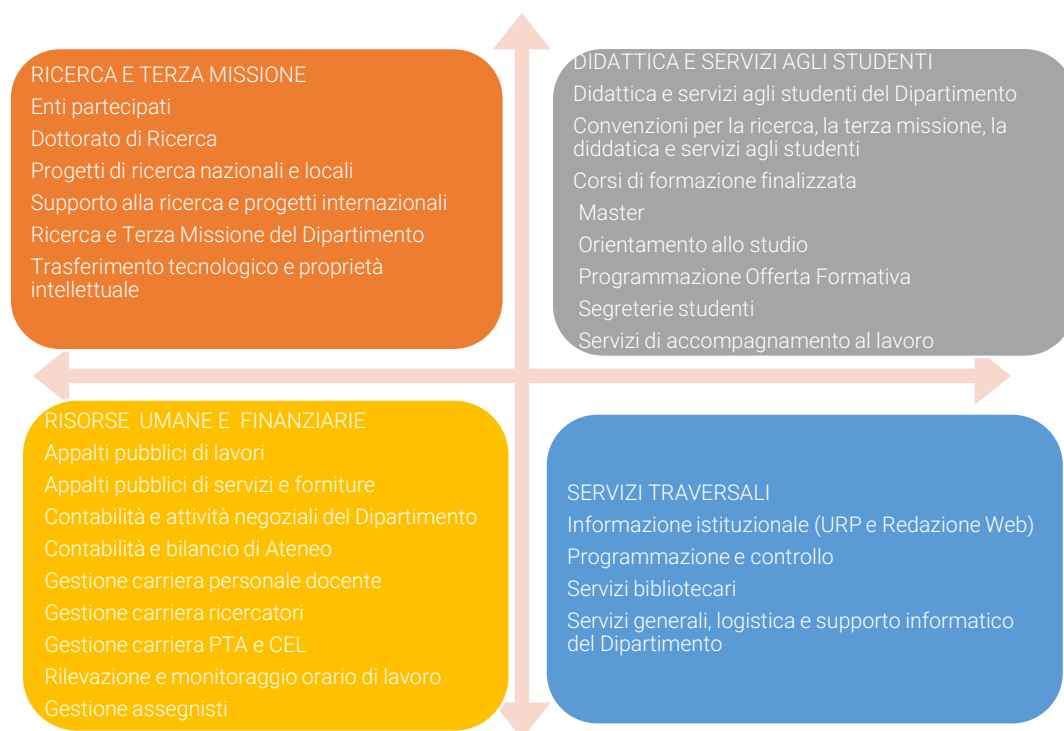 RICERCA E TERZA MISSIONE
Enti partecipati
Dottorato di Ricerca
Progetti di ricerca nazionali e locali
Supporto alla ricerca e progetti internazionali
Ricerca e Terza Missione del Dipartimento
Trasferimento tecnologico e proprietà
intellettuale
DIDATTICA E SERVIZI AGLI STUDENTI
Didattica e servizi agli studenti del Dipartimento
Convenzioni per la ricerca, la terza missione, la
diddatica e servizi agli studenti
Corsi di formazione finalizzata
Master
Orientamento allo studio
Programmazione Offerta Formativa
Segreterie studenti
Servizi di accompagnamento al lavoro
RISORSE UMANE E FINANZIARIE
Appalti pubblici di lavori
Appalti pubblici di servizi e forniture
Contabilità e attività negoziali del Dipartimento
Contabilità e bilancio di Ateneo
Gestione carriera personale docente
Gestione carriera ricercatori
Gestione carriera PTA e CEL
Rilevazione e monitoraggio orario di lavoro
Gestione assegnisti
SERVIZI TRAVERSALI
Informazione istituzionale (URP e Redazione Web)
Programmazione e controllo
Servizi bibliotecari
Servizi generali, logistica e supporto informatico
del Dipartimento